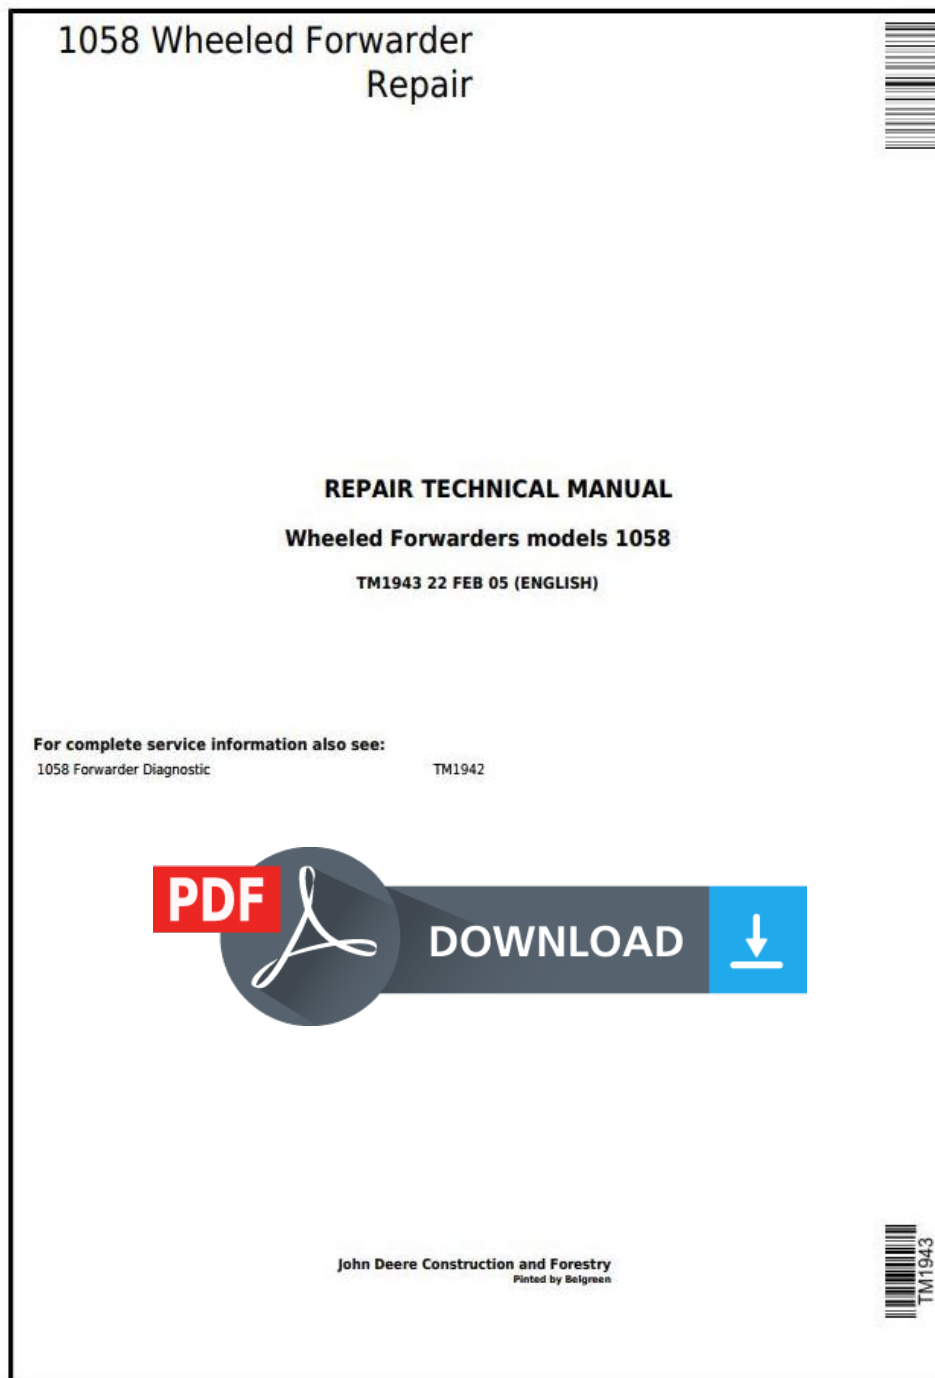 1058 Wheeled Forwarder
Repair
REPAIR TECHNICAL MANUAL
Wheeled Forwarders models 1058
TM1943 22 FEB 05 (ENGLISH)
For complete service information also see:
1058 Forwarder Diagnostic TM1942
PDF
DOWNLOAD
John Deere Construction and Forestry
Pinted by Belgreen
TM1943